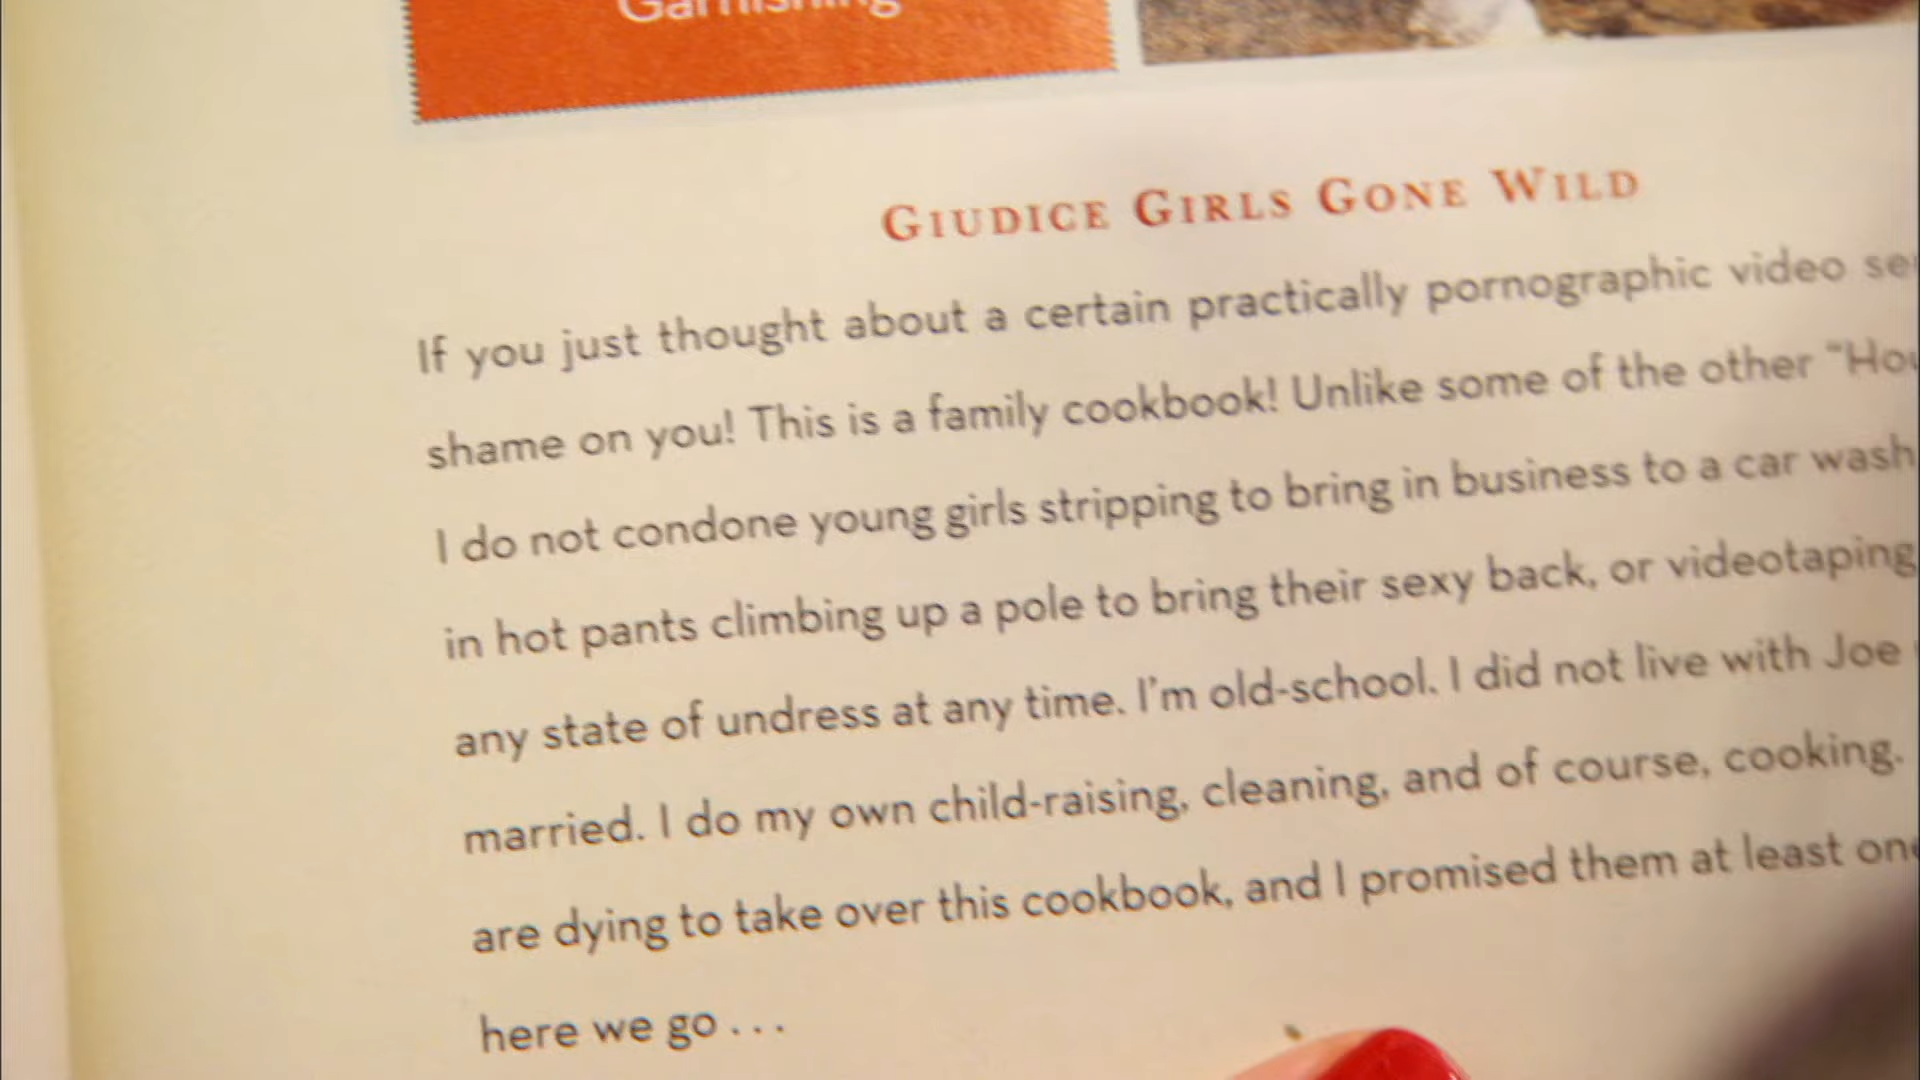 Garnishing
GIUDICE GIRLS GONE WILD
If you just thought about a certain practically pornographic video
shame on you! This is a family cookbook! Unlike some of the other
I do not condone young girls stripping to bring in business to a car wash
in hot pants climbing up a pole to bring their sexy back, or videotaping
any state of undress at any time. I'm old-school. I did not live with Joe
married. I do my own child-raising, cleaning, and of course, cooking.
are dying to take over this cookbook, and I promised them at least
here we go . . .